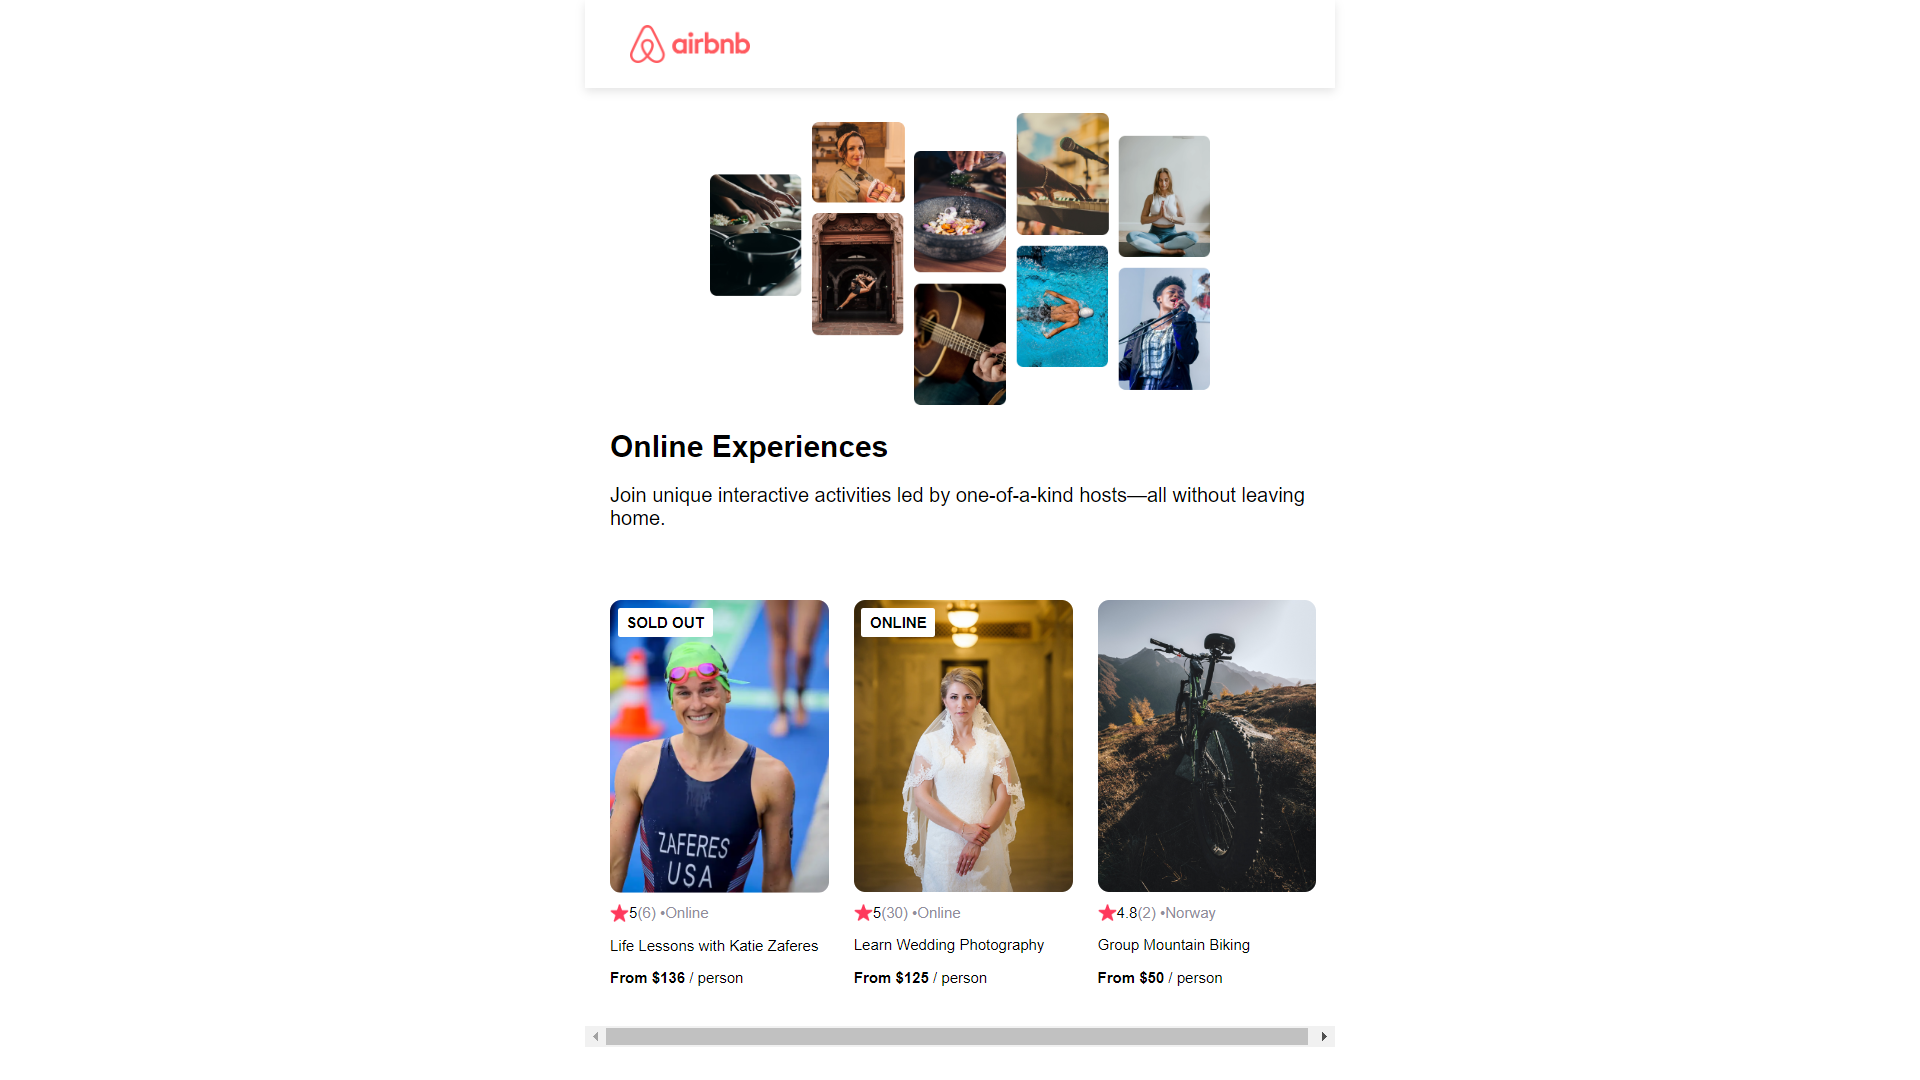 airbnb
Online Experiences
Join unique interactive activities led by one-of-a-kind hosts—all without leaving
home.
SOLD OUT
ZAFERES
USA
ONLINE
5(6) •Online
Life Lessons with Katie Zaferes
From $136 / person
5(30) •Online
Learn Wedding Photography
From $125 / person
4.8(2) •Norway
Group Mountain Biking
From $50 / person